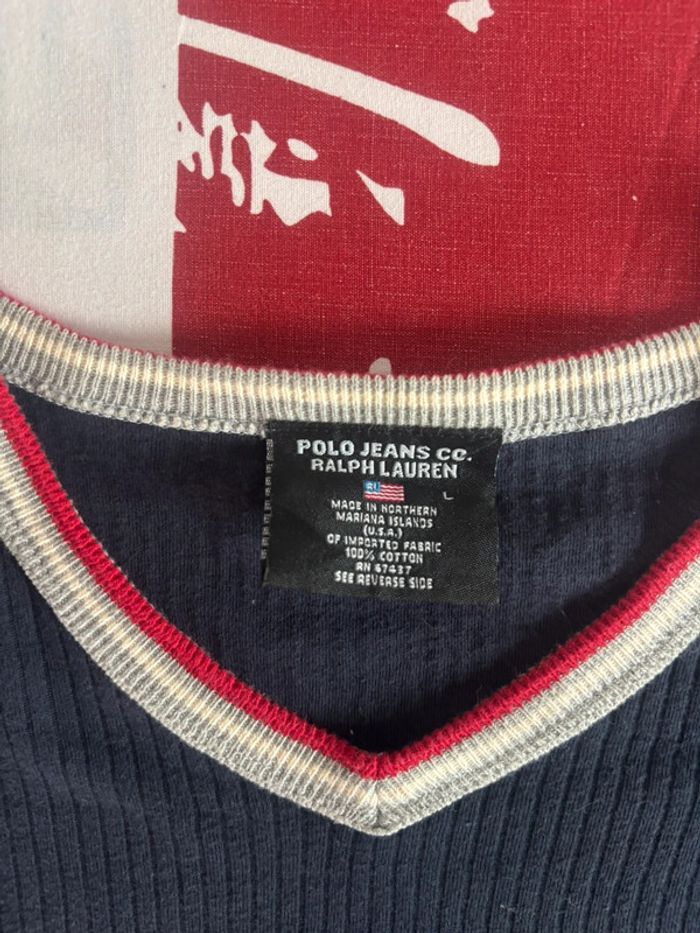 POLO JEANS CO.
RALPH LAUREN
RL
L
MADE IN NORTHERN
MARIANA ISLANDS
(U.S.A.)
OF IMPORTED FABRIC
100% COTTON
RN 67437
SEE REVERSE SIDE